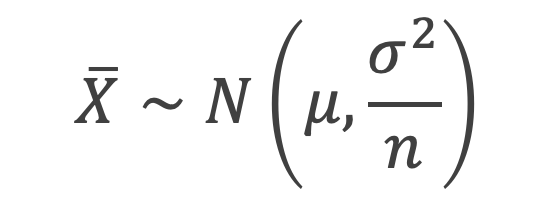 X̄ ~ N(μ, σ²/n)